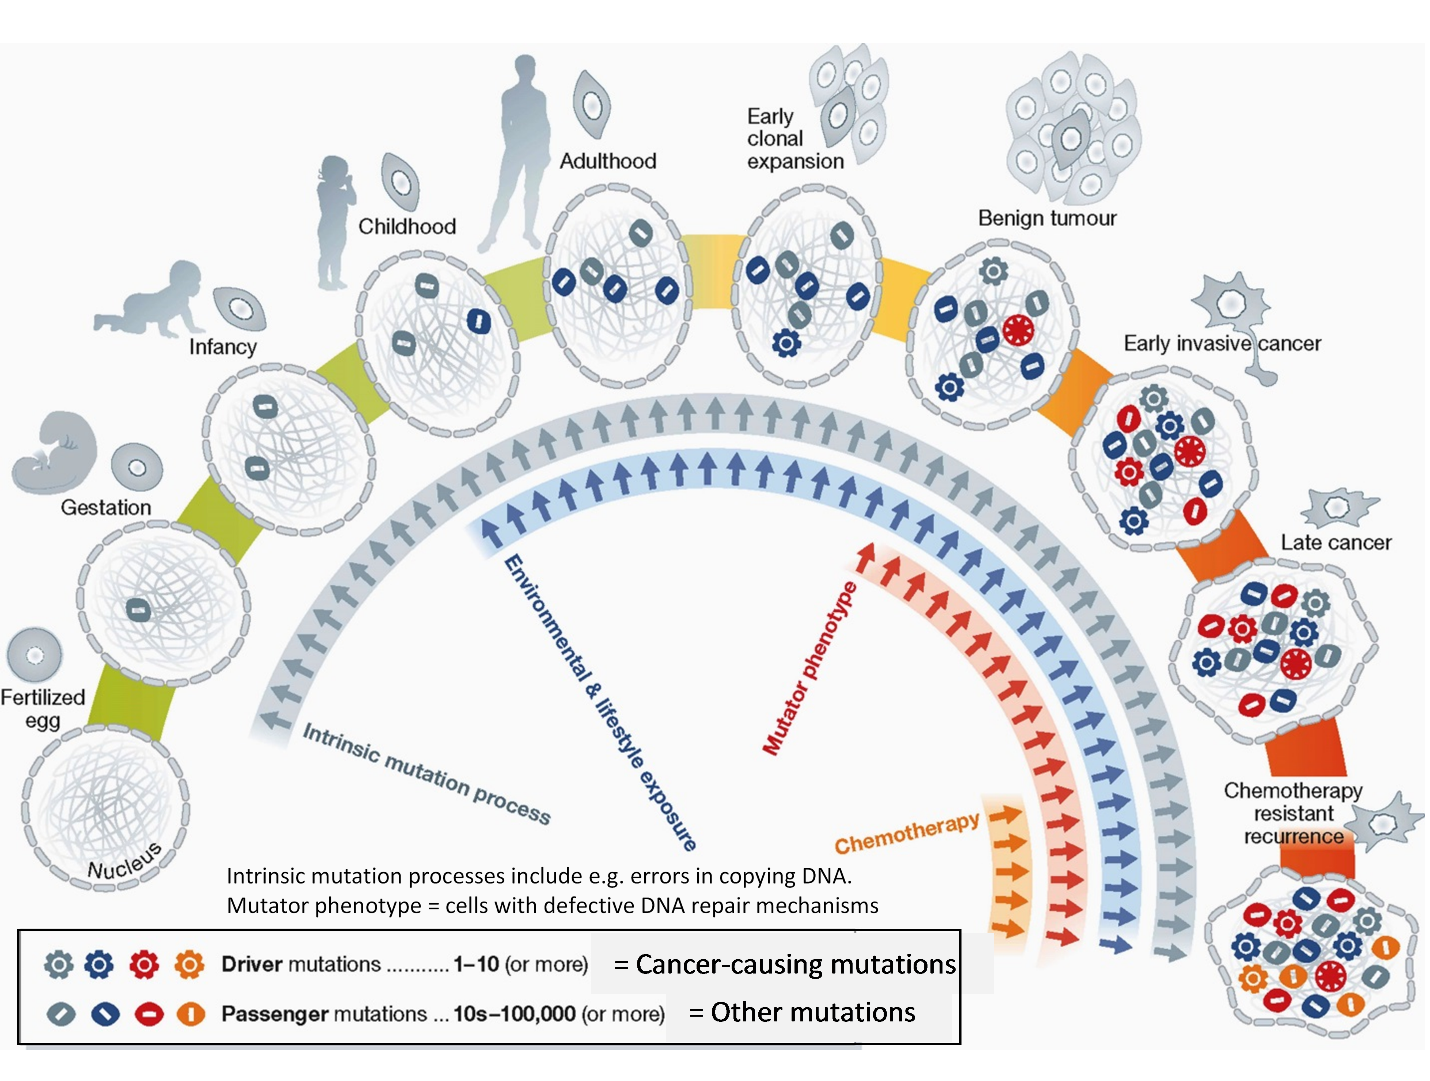 Adulthood
Early
clonal
expansion
Benign tumour
Childhood
Infancy
Early invasive cancer
Gestation
Late cancer
Fertilized
egg
Chemotherapy
resistant
recurrence
Nucleus
Intrinsic mutation process
Environmental & lifestyle exposure
Mutator phenotype
Chemotherapy
Intrinsic mutation processes include e.g. errors in copying DNA.
Mutator phenotype = cells with defective DNA repair mechanisms
Driver mutations ........... 1–10 (or more) = Cancer-causing mutations
Passenger mutations ... 10s–100,000 (or more) = Other mutations